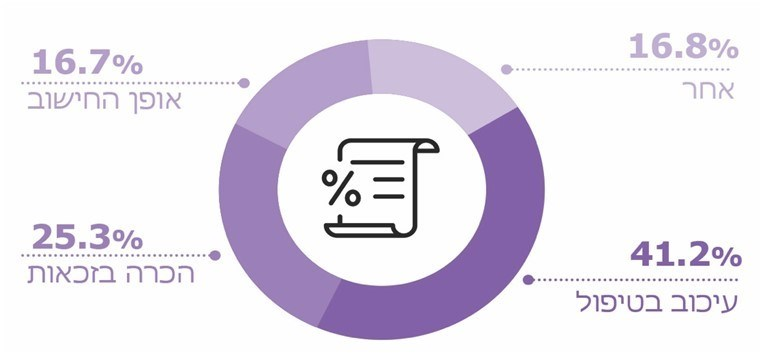 16.8%
אחר
16.7%
אופן החישוב
41.2%
עיכוב בטיפול
25.3%
הכרה בזכאות
%